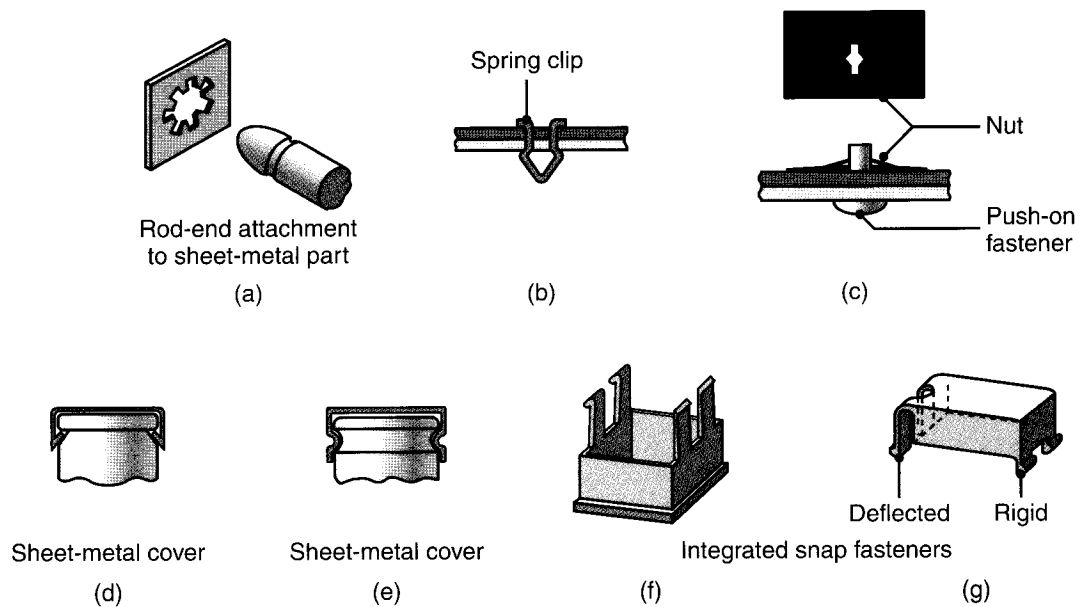 Spring clip
Nut
Push-on
fastener
Rod-end attachment
to sheet-metal part
(a)
(b)
(c)
Deflected
Rigid
Sheet-metal cover
Sheet-metal cover
Integrated snap fasteners
(d)
(e)
(f)
(g)